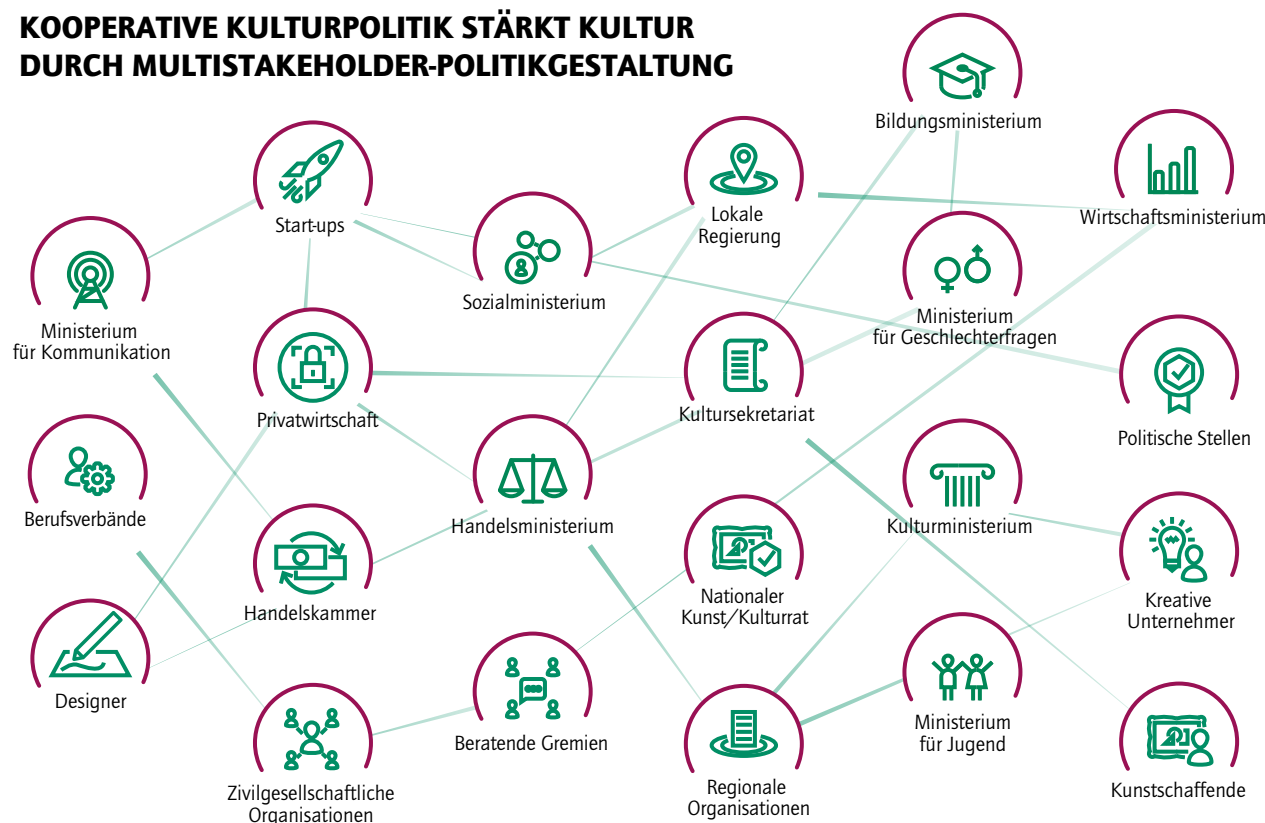 KOOPERATIVE KULTURPOLITIK STÄRKT KULTUR
DURCH MULTISTAKEHOLDER-POLITIKGESTALTUNG
Bildungsministerium
Start-ups
Lokale
Regierung
Wirtschaftsministerium
Sozialministerium
Ministerium
für Kommunikation
Ministerium
für Geschlechterfragen
Privatwirtschaft
Kultursekretariat
Politische Stellen
Berufsverbände
Handelsministerium
Kulturministerium
Handelskammer
Nationaler
Kunst/Kulturrat
Kreative
Unternehmer
Designer
Beratende Gremien
Ministerium
für Jugend
Zivilgesellschaftliche
Organisationen
Regionale
Organisationen
Kunstschaffende